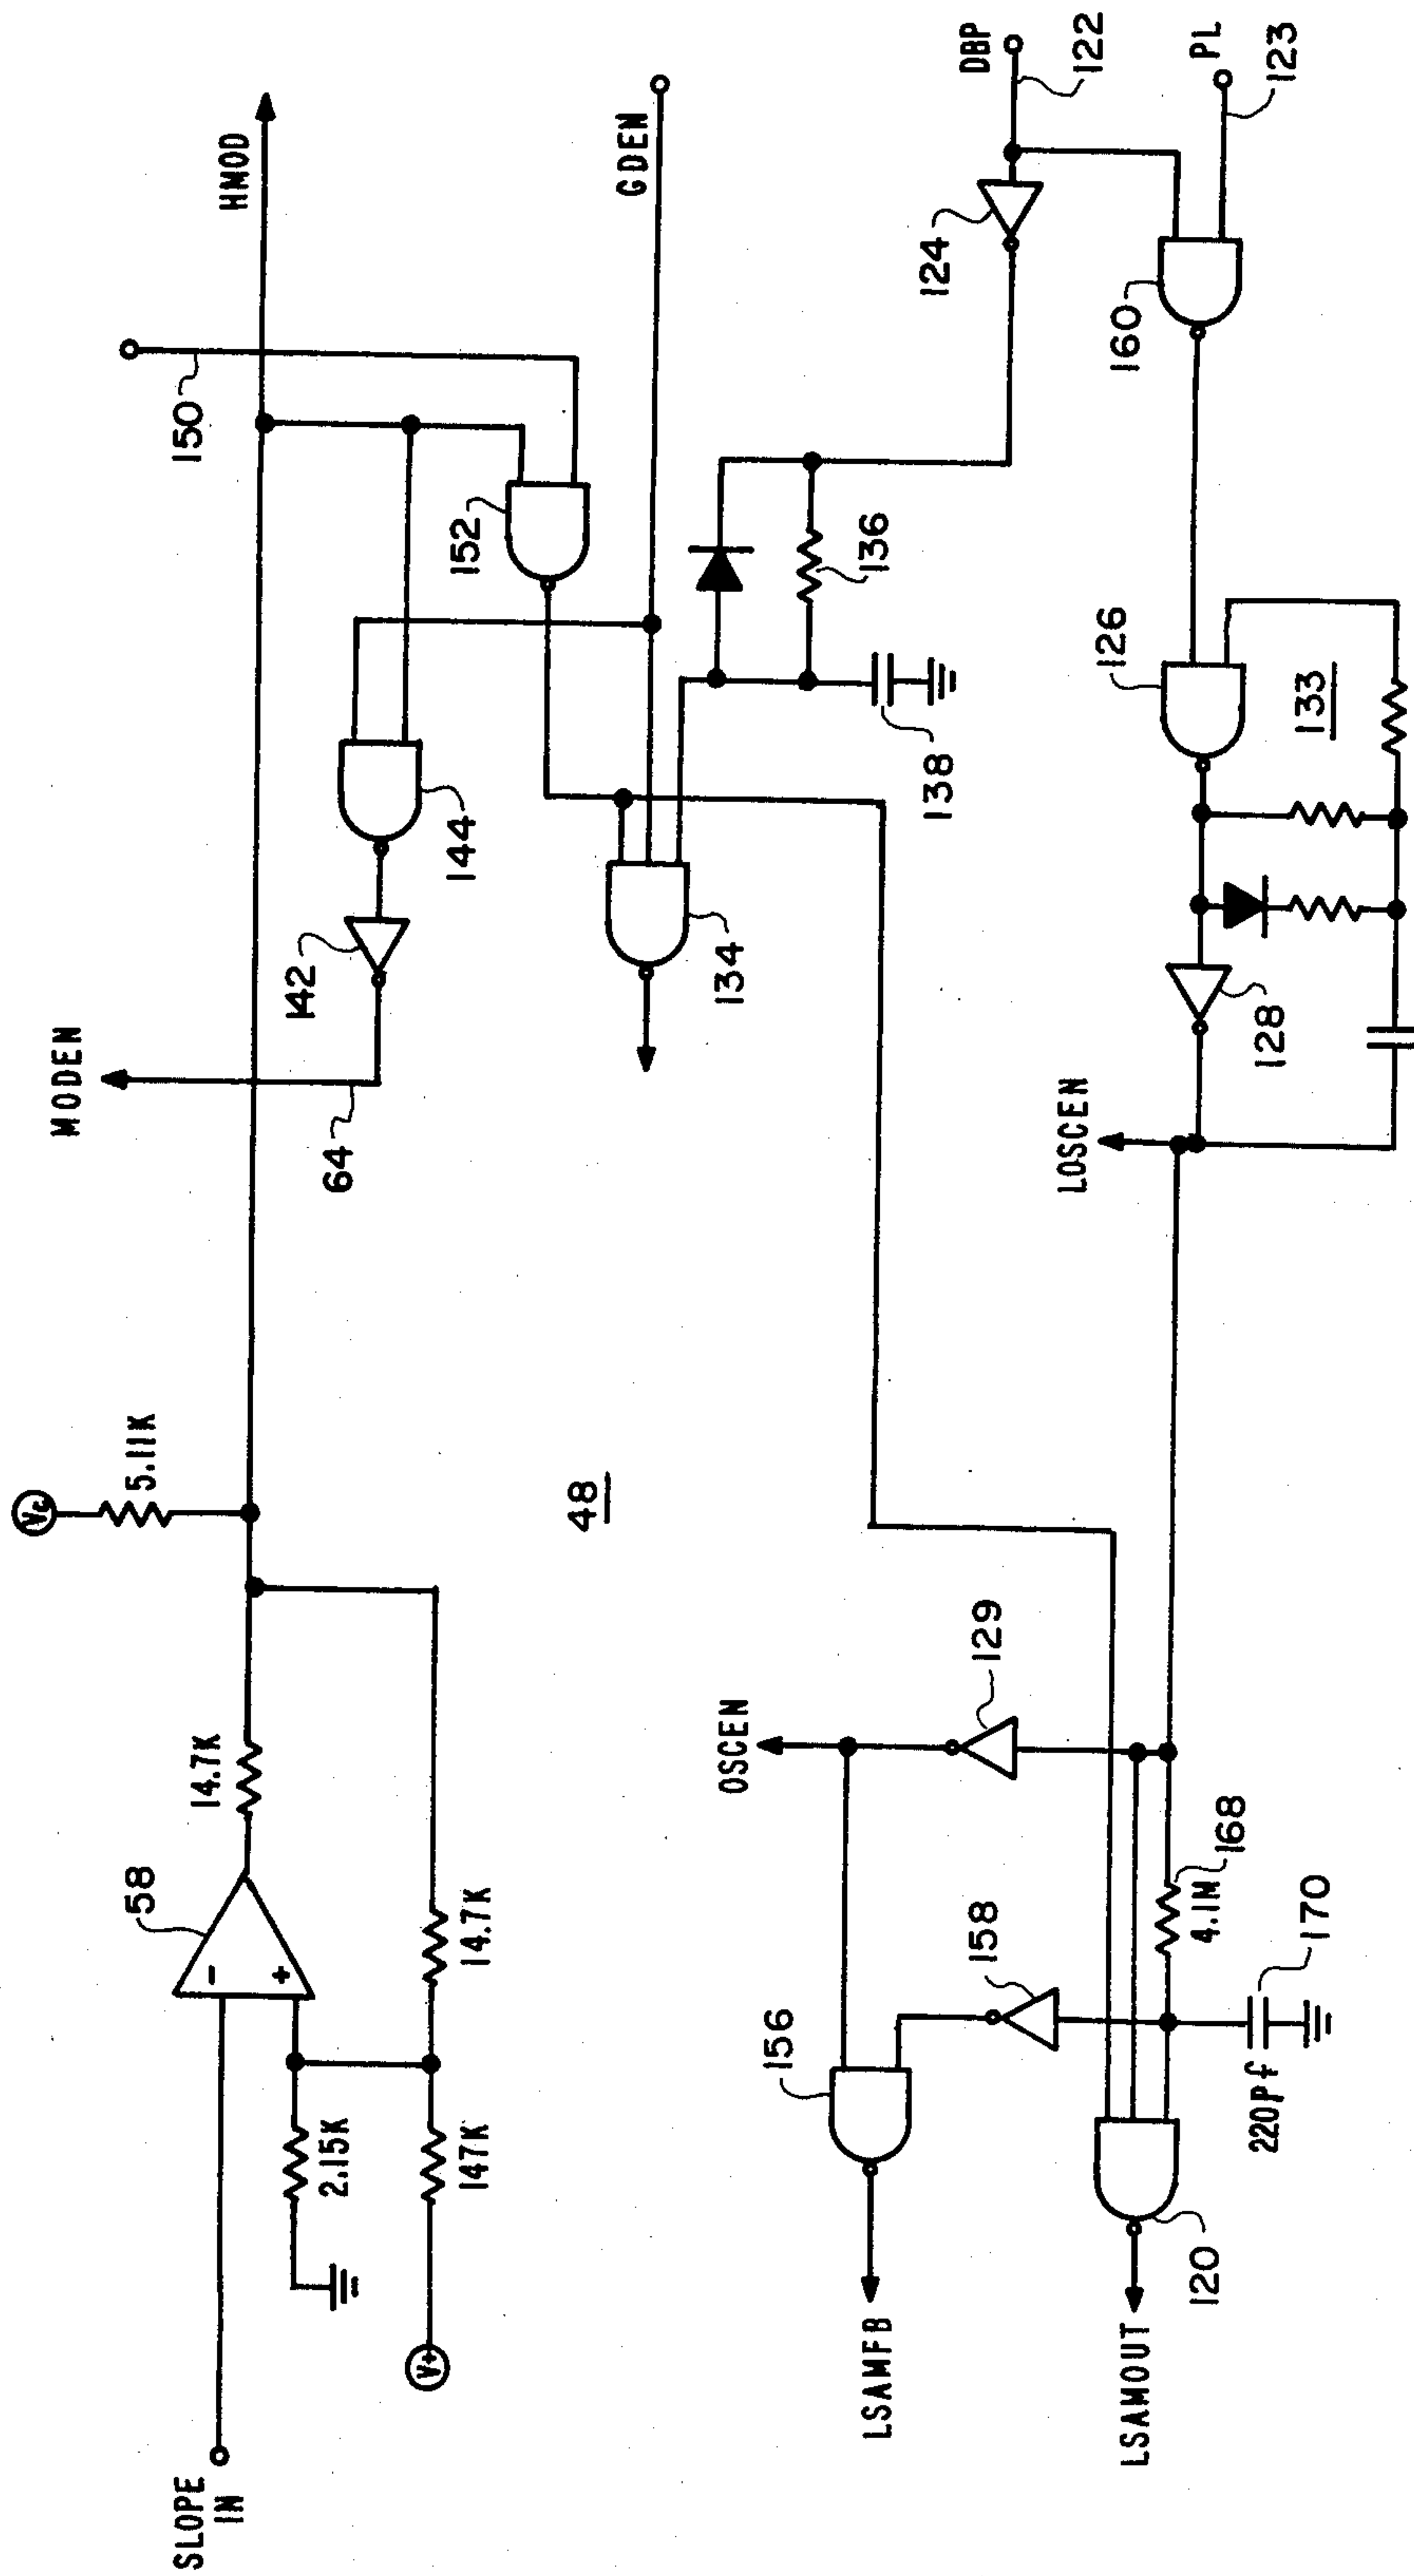 SLOPE
IN
58
14.7K
Vc
5.11K
HMOD
2.15K
147K
14.7K
V+
MODEN
64
142
144
150
152
GDEN
134
48
136
138
DBP
122
124
PL
123
160
126
133
128
LOSCEN
OSCEN
129
156
158
LSAMFB
4.1M
168
220pf
170
LSAMOUT
120